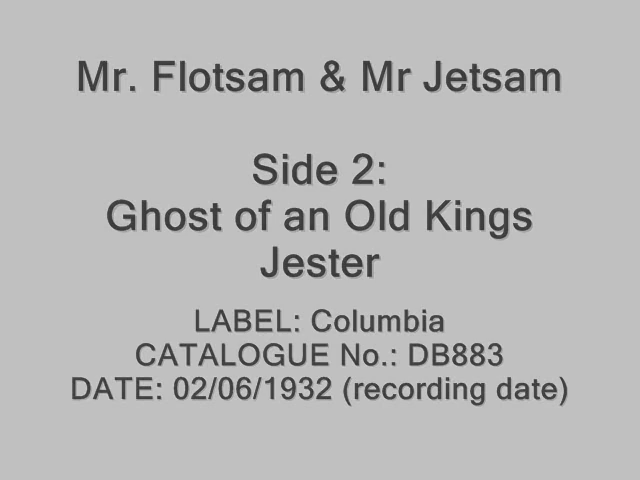 Mr. Flotsam & Mr Jetsam
Side 2:
Ghost of an Old Kings
Jester
LABEL: Columbia
CATALOGUE No.: DB883
DATE: 02/06/1932 (recording date)